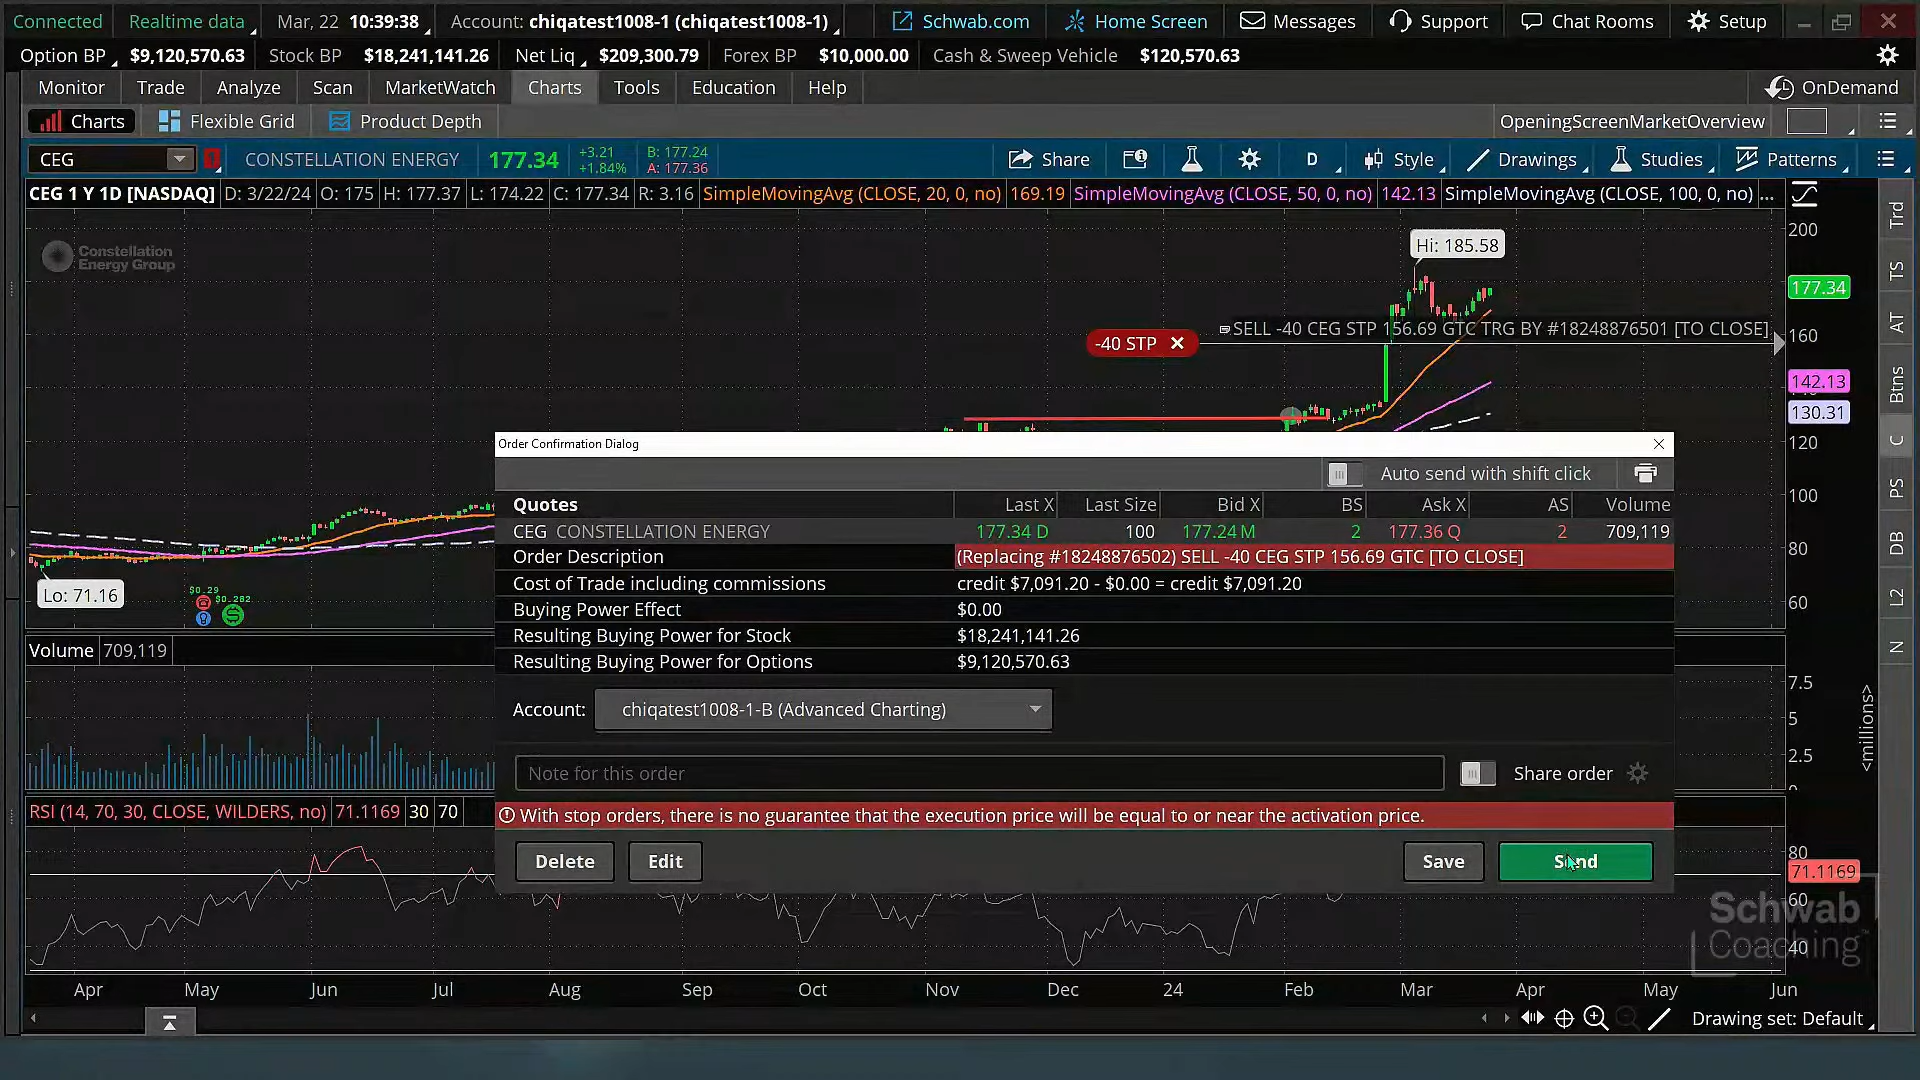 Connected Realtime data Mar, 22 10:39:38 Account: chiqatest1008-1 (chiqatest1008-1) Schwab.com Home Screen Messages Support Chat Rooms Setup
Option BP $9,120,570.63 Stock BP $18,241,141.26 Net Liq $209,300.79 Forex BP $10,000.00 Cash & Sweep Vehicle $120,570.63
Monitor Trade Analyze Scan MarketWatch Charts Tools Education Help OnDemand
Charts Flexible Grid Product Depth OpeningScreenMarketOverview
CEG CONSTELLATION ENERGY 177.34 +3.21 +1.84% B: 177.24 A: 177.36 Share D Style Drawings Studies Patterns
CEG 1 Y 1D [NASDAQ] D: 3/22/24 O: 175 H: 177.37 L: 174.22 C: 177.34 R: 3.16 SimpleMovingAvg (CLOSE, 20, 0, no) 169.19 SimpleMovingAvg (CLOSE, 50, 0, no) 142.13 SimpleMovingAvg (CLOSE, 100, 0, no) ...
Constellation
Energy Group
Hi: 185.58
200
177.34
SELL -40 CEG STP 156.69 GTC TRG BY #18248876501 [TO CLOSE]
160
-40 STP
142.13
130.31
120
100
80
60
Trd
TS
AT
Btns
C
PS
DB
L2
N
Lo: 71.16
$0.29
$0.282
Order Confirmation Dialog
Auto send with shift click
Quotes Last X Last Size Bid X BS Ask X AS Volume
CEG CONSTELLATION ENERGY 177.34 D 100 177.24 M 2 177.36 Q 2 709,119
Order Description (Replacing #18248876502) SELL -40 CEG STP 156.69 GTC [TO CLOSE]
Cost of Trade including commissions credit $7,091.20 - $0.00 = credit $7,091.20
Buying Power Effect $0.00
Resulting Buying Power for Stock $18,241,141.26
Resulting Buying Power for Options $9,120,570.63
Account: chiqatest1008-1-B (Advanced Charting)
Note for this order Share order
With stop orders, there is no guarantee that the execution price will be equal to or near the activation price.
Delete Edit Save Send
Volume 709,119
7.5
5
2.5
<millions>
RSI (14, 70, 30, CLOSE, WILDERS, no) 71.1169 30 70
80
71.1169
60
40
Schwab
Coaching™
Apr May Jun Jul Aug Sep Oct Nov Dec 24 Feb Mar Apr May Jun
Drawing set: Default